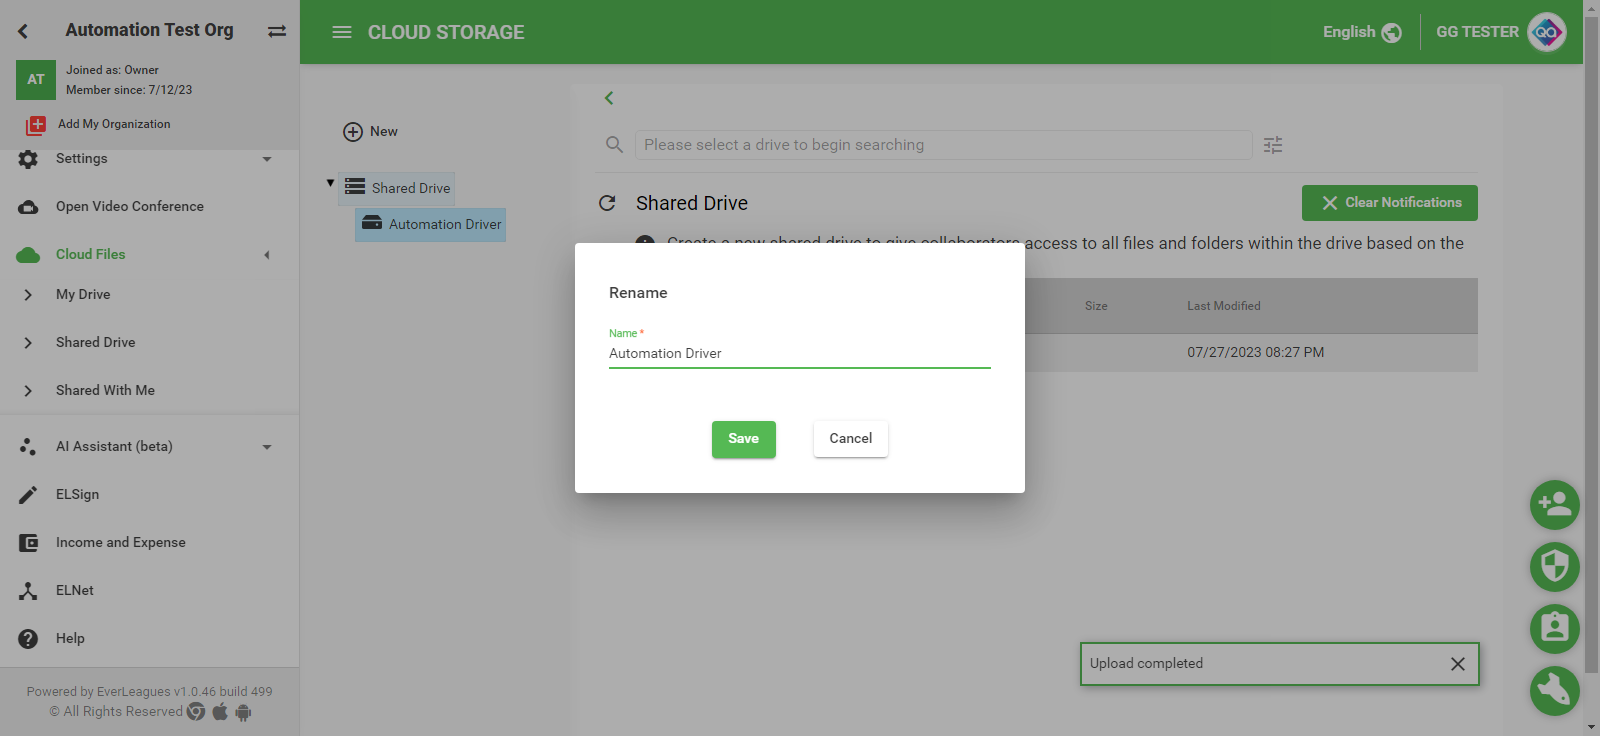 Automation Test Org
AT
Joined as: Owner
Member since: 7/12/23
Add My Organization
Settings
Open Video Conference
Cloud Files
My Drive
Shared Drive
Shared With Me
AI Assistant (beta)
ELSign
Income and Expense
ELNet
Help
Powered by EverLeagues v1.0.46 build 499
© All Rights Reserved
CLOUD STORAGE
English
GG TESTER
QA
New
Shared Drive
Automation Driver
Please select a drive to begin searching
Shared Drive
Clear Notifications
Create a new shared drive to give collaborators access to all files and folders within the drive based on the
Size
Last Modified
07/27/2023 08:27 PM
Rename
Name *
Automation Driver
Save
Cancel
Upload completed